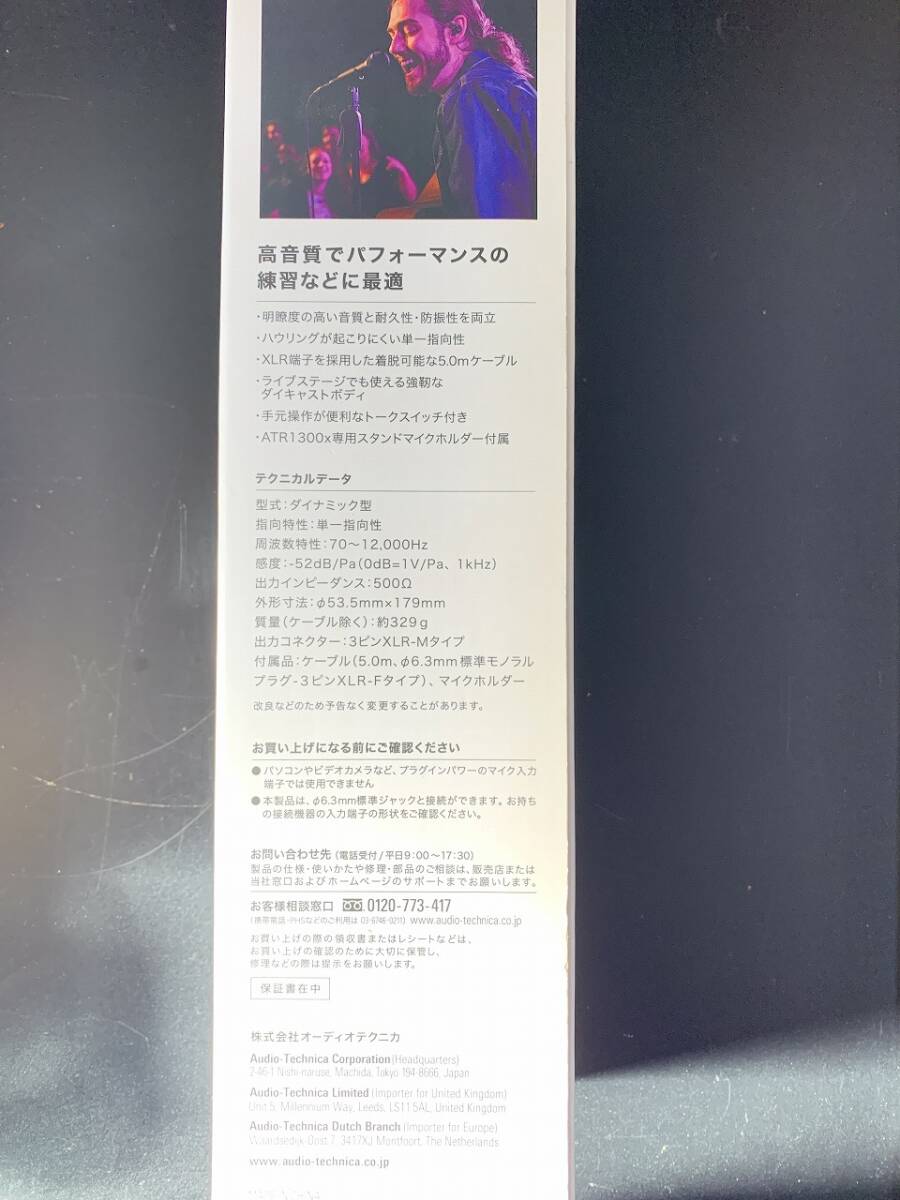 高音質でパフォーマンスの
練習などに最適
・明瞭度の高い音質と耐久性・防振性を両立
・ハウリングが起こりにくい単一指向性
・XLR端子を採用した着脱可能な5.0mケーブル
・ライブステージでも使える強靭な
ダイキャストボディ
・手元操作が便利なトークスイッチ付き
・ATR1300x専用スタンドマイクホルダー付属
テクニカルデータ
型式：ダイナミック型
指向特性：単一指向性
周波数特性：70～12,000Hz
感度：-52dB/Pa（0dB=1V/Pa、1kHz）
出力インピーダンス：500Ω
外形寸法：φ53.5mm×179mm
質量（ケーブル除く）：約329g
出力コネクター：3ピンXLR-Mタイプ
付属品：ケーブル（5.0m、φ6.3mm標準モノラル
プラグ-3ピンXLR-Fタイプ）、マイクホルダー
改良などのため予告なく変更することがあります。
お買い上げになる前にご確認ください
●パソコンやビデオカメラなど、プラグインパワーのマイク入力
端子では使用できません
●本製品は、φ6.3mm標準ジャックと接続ができます。お持ち
の接続機器の入力端子の形状をご確認ください。
お問い合わせ先（電話受付/平日9:00～17:30）
製品の仕様・使いかたや修理・部品のご相談は、販売店または
当社窓口およびホームページのサポートまでお願いします。
お客様相談窓口 0120-773-417
（携帯電話・PHSなどのご利用は 03-6746-0211）www.audio-technica.co.jp
お買い上げの際の領収書またはレシートなどは、
お買い上げの確認のために大切に保管し、
修理などの際は提示をお願いします。
保証書在中
株式会社オーディオテクニカ
Audio-Technica Corporation (Headquarters)
2-46-1 Nishi-naruse, Machida, Tokyo 194-8666, Japan
Audio-Technica Limited (Importer for United Kingdom)
Unit 5, Millennium Way, Leeds, LS11 5AL, United Kingdom
Audio-Technica Dutch Branch (Importer for Europe)
Waardsedijk-Oost 7, 3417XJ Montfoort, The Netherlands
www.audio-technica.co.jp